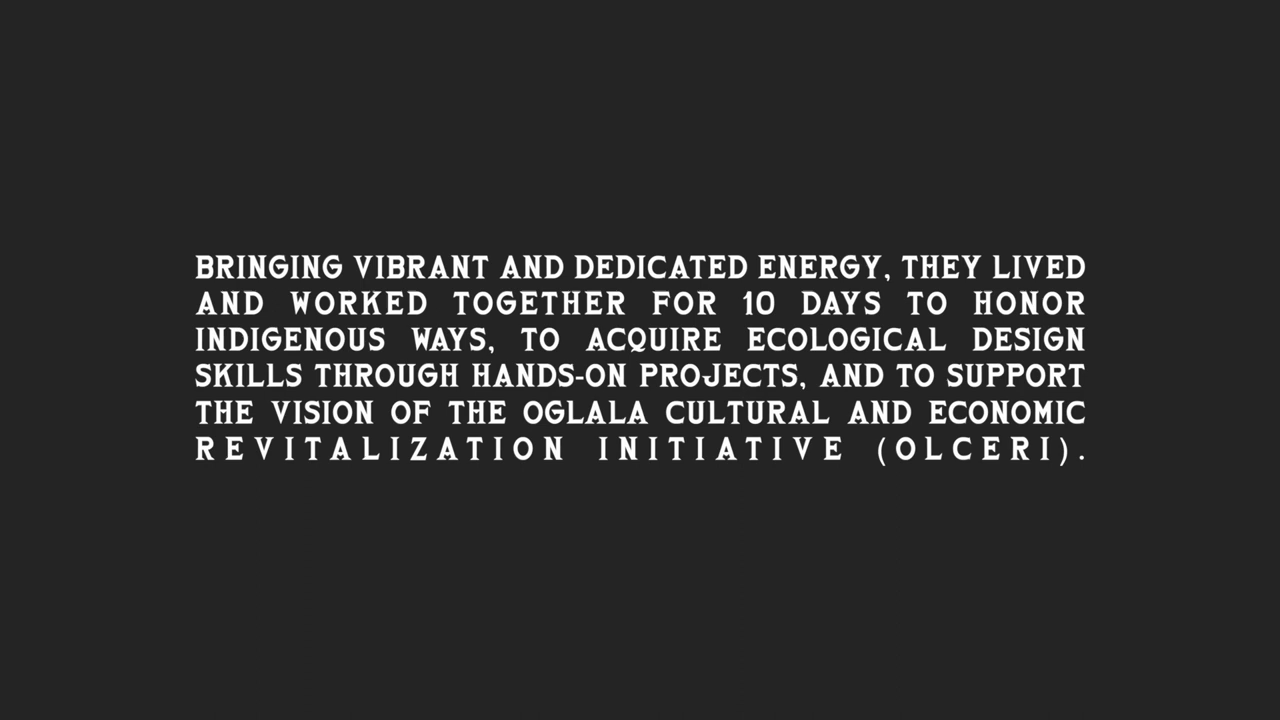 BRINGING VIBRANT AND DEDICATED ENERGY, THEY LIVED
AND WORKED TOGETHER FOR 10 DAYS TO HONOR
INDIGENOUS WAYS, TO ACQUIRE ECOLOGICAL DESIGN
SKILLS THROUGH HANDS-ON PROJECTS, AND TO SUPPORT
THE VISION OF THE OGLALA CULTURAL AND ECONOMIC
REVITALIZATION INITIATIVE (OLCERI).